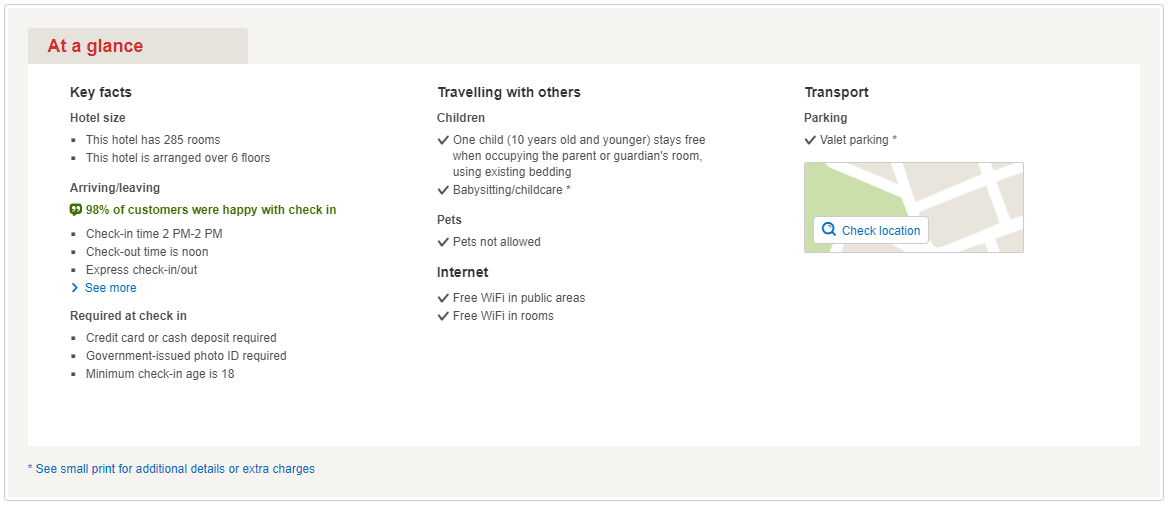 At a glance
Key facts
Hotel size
This hotel has 285 rooms
This hotel is arranged over 6 floors
Arriving/leaving
98% of customers were happy with check in
Check-in time 2 PM-2 PM
Check-out time is noon
Express check-in/out
See more
Required at check in
Credit card or cash deposit required
Government-issued photo ID required
Minimum check-in age is 18
Travelling with others
Children
One child (10 years old and younger) stays free
when occupying the parent or guardian's room,
using existing bedding
Babysitting/childcare *
Pets
Pets not allowed
Internet
Free WiFi in public areas
Free WiFi in rooms
Transport
Parking
Valet parking *
Check location
* See small print for additional details or extra charges